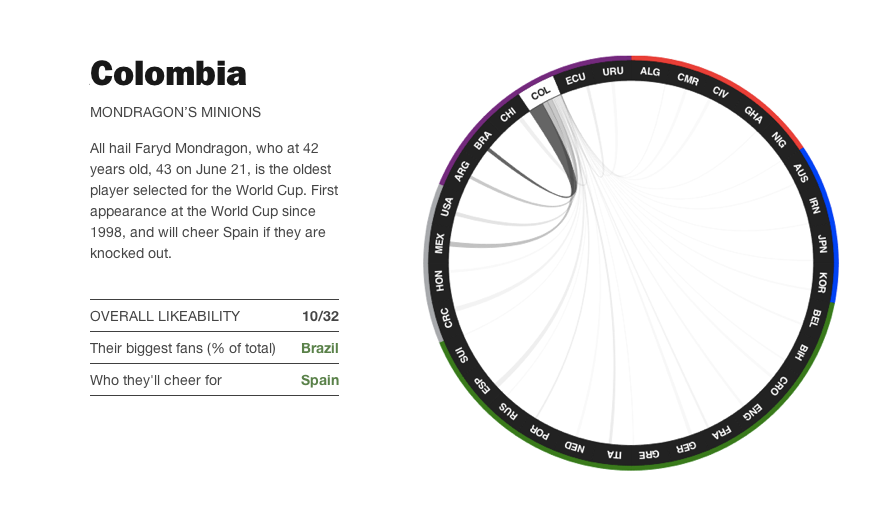 Colombia
MONDRAGON'S MINIONS
All hail Faryd Mondragon, who at 42
years old, 43 on June 21, is the oldest
player selected for the World Cup. First
appearance at the World Cup since
1998, and will cheer Spain if they are
knocked out.
OVERALL LIKEABILITY 10/32
Their biggest fans (% of total) Brazil
Who they'll cheer for Spain
COL
ECU
URU
ALG
CMR
CIV
GHA
NIG
AUS
IRN
JPN
KOR
BEL
BIH
CRO
ENG
FRA
GER
GRE
ITA
NED
POR
RUS
ESP
SUI
CRC
HON
MEX
USA
ARG
BRA
CHI